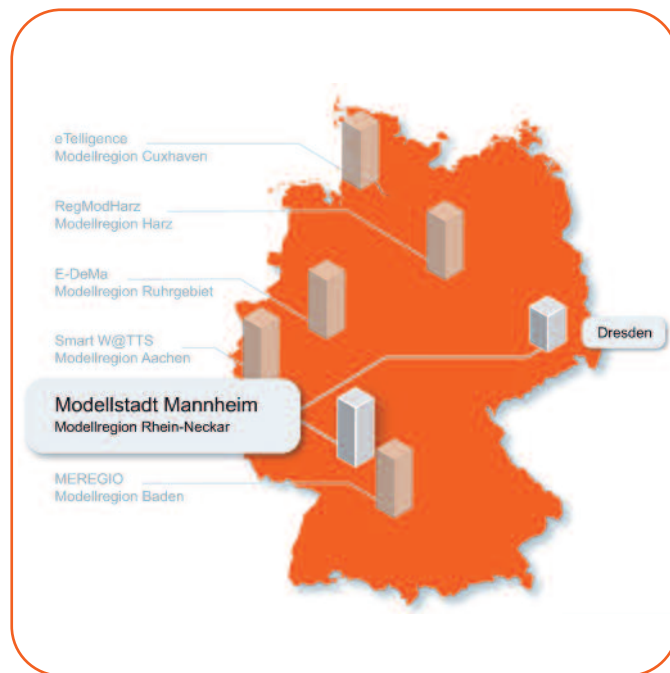 eTelligence
Modellregion Cuxhaven
RegModHarz
Modellregion Harz
E-DeMa
Modellregion Ruhrgebiet
Smart W@TTS
Modellregion Aachen
Dresden
Modellstadt Mannheim
Modellregion Rhein-Neckar
MEREGIO
Modellregion Baden